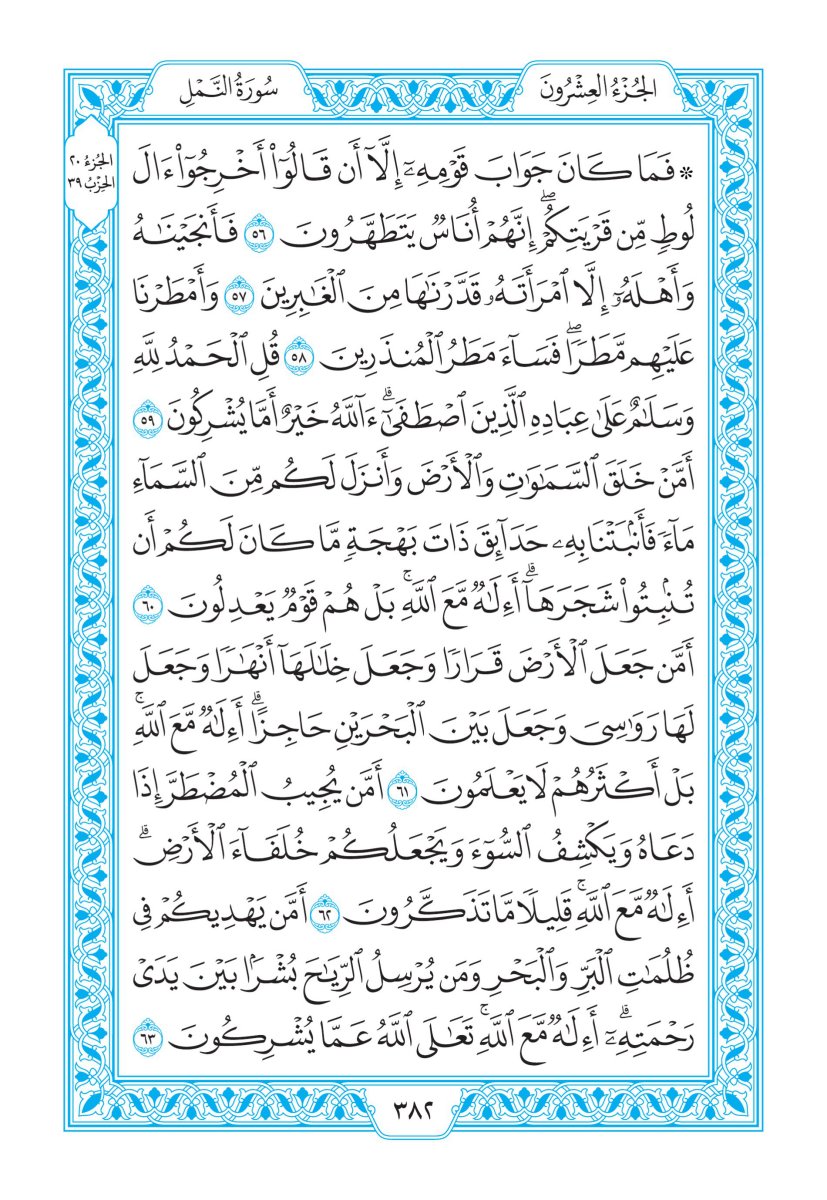 الجُزْءُ العِشْرُونَ
سُورَةُ النَّمْلِ
الجُزءُ ٢٠
الحِزْبُ ٣٩
۞ فَمَا كَانَ جَوَابَ قَوْمِهِۦٓ إِلَّآ أَن قَالُوٓاْ أَخۡرِجُوٓاْ ءَالَ
لُوطٖ مِّن قَرۡيَتِكُمۡۖ إِنَّهُمۡ أُنَاسٞ يَتَطَهَّرُونَ ٥٦ فَأَنجَيۡنَٰهُ
وَأَهۡلَهُۥٓ إِلَّا ٱمۡرَأَتَهُۥ قَدَّرۡنَٰهَا مِنَ ٱلۡغَٰبِرِينَ ٥٧ وَأَمۡطَرۡنَا
عَلَيۡهِم مَّطَرٗاۖ فَسَآءَ مَطَرُ ٱلۡمُنذَرِينَ ٥٨ قُلِ ٱلۡحَمۡدُ لِلَّهِ
وَسَلَٰمٌ عَلَىٰ عِبَادِهِ ٱلَّذِينَ ٱصۡطَفَىٰٓۗ ءَآللَّهُ خَيۡرٌ أَمَّا يُشۡرِكُونَ ٥٩
أَمَّنۡ خَلَقَ ٱلسَّمَٰوَٰتِ وَٱلۡأَرۡضَ وَأَنزَلَ لَكُم مِّنَ ٱلسَّمَآءِ
مَآءٗ فَأَنۢبَتۡنَا بِهِۦ حَدَآئِقَ ذَاتَ بَهۡجَةٖ مَّا كَانَ لَكُمۡ أَن
تُنۢبِتُواْ شَجَرَهَآۗ أَءِلَٰهٞ مَّعَ ٱللَّهِۚ بَلۡ هُمۡ قَوۡمٞ يَعۡدِلُونَ ٦٠
أَمَّن جَعَلَ ٱلۡأَرۡضَ قَرَارٗا وَجَعَلَ خِلَٰلَهَآ أَنۡهَٰرٗا وَجَعَلَ
لَهَا رَوَٰسِيَ وَجَعَلَ بَيۡنَ ٱلۡبَحۡرَيۡنِ حَاجِزًاۗ أَءِلَٰهٞ مَّعَ ٱللَّهِۚ
بَلۡ أَكۡثَرُهُمۡ لَا يَعۡلَمُونَ ٦١ أَمَّن يُجِيبُ ٱلۡمُضۡطَرَّ إِذَا
دَعَاهُ وَيَكۡشِفُ ٱلسُّوٓءَ وَيَجۡعَلُكُمۡ خُلَفَآءَ ٱلۡأَرۡضِۗ
أَءِلَٰهٞ مَّعَ ٱللَّهِۚ قَلِيلٗا مَّا تَذَكَّرُونَ ٦٢ أَمَّن يَهۡدِيكُمۡ فِي
ظُلُمَٰتِ ٱلۡبَرِّ وَٱلۡبَحۡرِ وَمَن يُرۡسِلُ ٱلرِّيَٰحَ بُشۡرَۢا بَيۡنَ يَدَيۡ
رَحۡمَتِهِۦٓۗ أَءِلَٰهٞ مَّعَ ٱللَّهِۚ تَعَٰلَى ٱللَّهُ عَمَّا يُشۡرِكُونَ ٦٣
٣٨٢